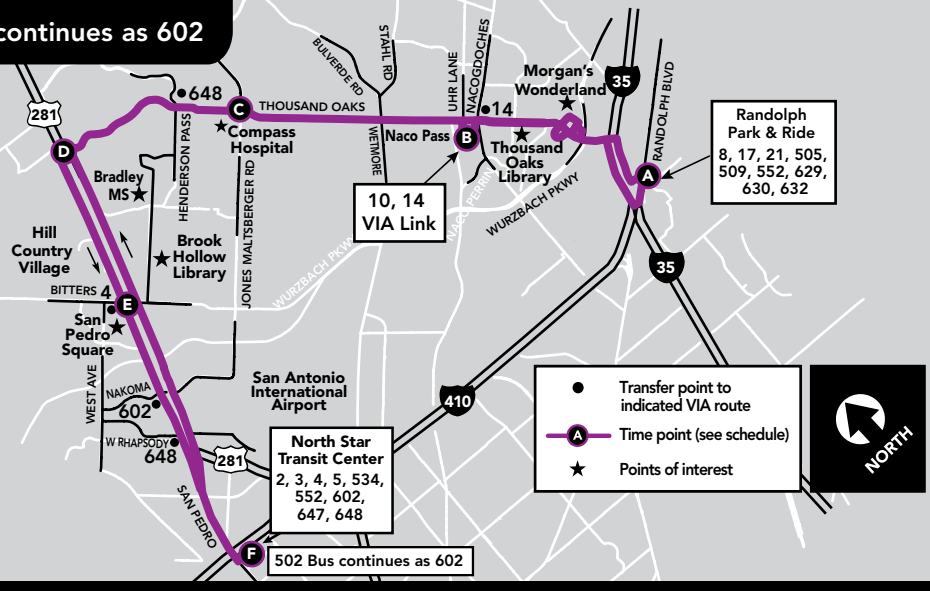 continues as 602
281
D
648
C
THOUSAND OAKS
Compass
Hospital
HENDERSON PASS
Bradley
MS
Hill
Country
Village
Brook
Hollow
Library
JONES MALTSBERGER RD
BITTERS 4
E
San
Pedro
Square
WEST AVE
NAKOMA
602
W RHAPSODY
648
281
SAN PEDRO
San Antonio
International
Airport
BULVERDE RD
STAHL RD
WETMORE
UHR LANE
NACOGDOCHES
14
Naco Pass
B
10, 14
VIA Link
Morgan's
Wonderland
Thousand
Oaks
Library
WURZBACH PKWY
WURZBACH PKWY
NACO PERRIN
35
RANDOLPH BLVD
A
Randolph
Park & Ride
8, 17, 21, 505,
509, 552, 629,
630, 632
35
410
North Star
Transit Center
2, 3, 4, 5, 534,
552, 602,
647, 648
F
502 Bus continues as 602
Transfer point to
indicated VIA route
A
Time point (see schedule)
Points of interest
NORTH